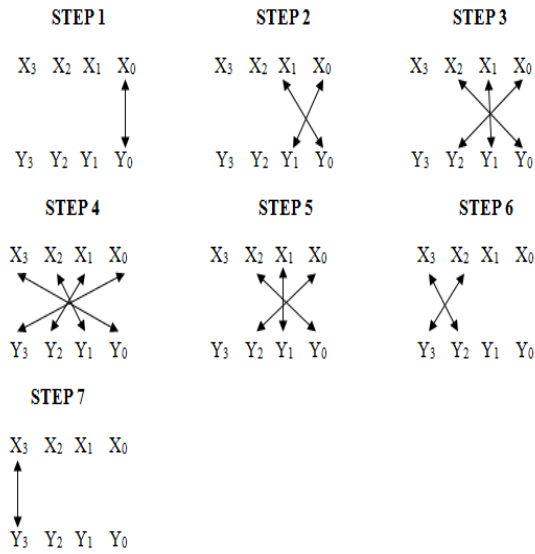 STEP 1 STEP 2 STEP 3
X₃ X₂ X₁ X₀ X₃ X₂ X₁ X₀ X₃ X₂ X₁ X₀
Y₃ Y₂ Y₁ Y₀ Y₃ Y₂ Y₁ Y₀ Y₃ Y₂ Y₁ Y₀
STEP 4 STEP 5 STEP 6
X₃ X₂ X₁ X₀ X₃ X₂ X₁ X₀ X₃ X₂ X₁ X₀
Y₃ Y₂ Y₁ Y₀ Y₃ Y₂ Y₁ Y₀ Y₃ Y₂ Y₁ Y₀
STEP 7
X₃ X₂ X₁ X₀
Y₃ Y₂ Y₁ Y₀